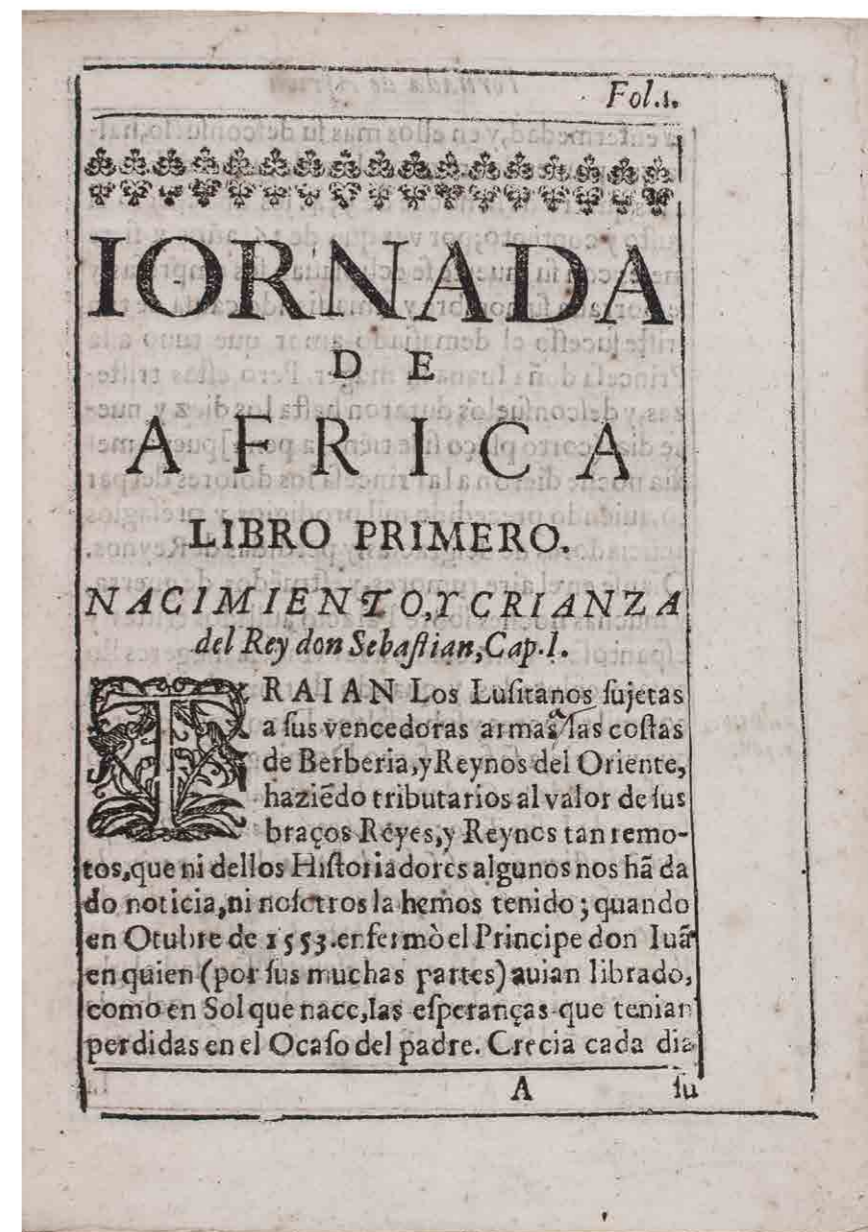 Fol.1.
IORNADA
DE
AFRICA
LIBRO PRIMERO.
NACIMIENTO, Y CRIANZA
del Rey don Sebaſtian, Cap. I.
TRAIAN Los Luſitanos ſujetas
a ſus vencedoras armas las coſtas
de Berberia, y Reynos del Oriente,
haziẽdo tributarios al valor de ſus
braços Reyes, y Reynos tan remo-
tos, que ni dellos Hiſtoriadores algunos nos hã da
do noticia, ni noſotros la hemos tenido; quando
en Otubre de 1553. enfermò el Principe don Iuã
en quien (por ſus muchas partes) auian librado,
como en Sol que nace, las eſperanças que tenian
perdidas en el Ocaſo del padre. Crecia cada dia
A ſu